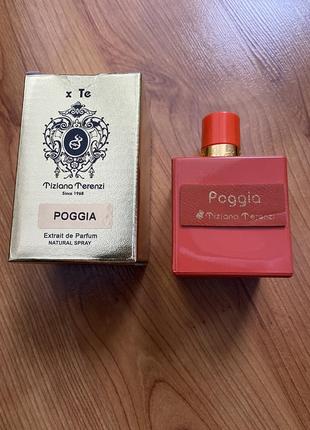 x Te
Tiziana Terenzi
Since 1968
POGGIA
Extrait de Parfum
NATURAL SPRAY
Poggia
Tiziana Terenzi